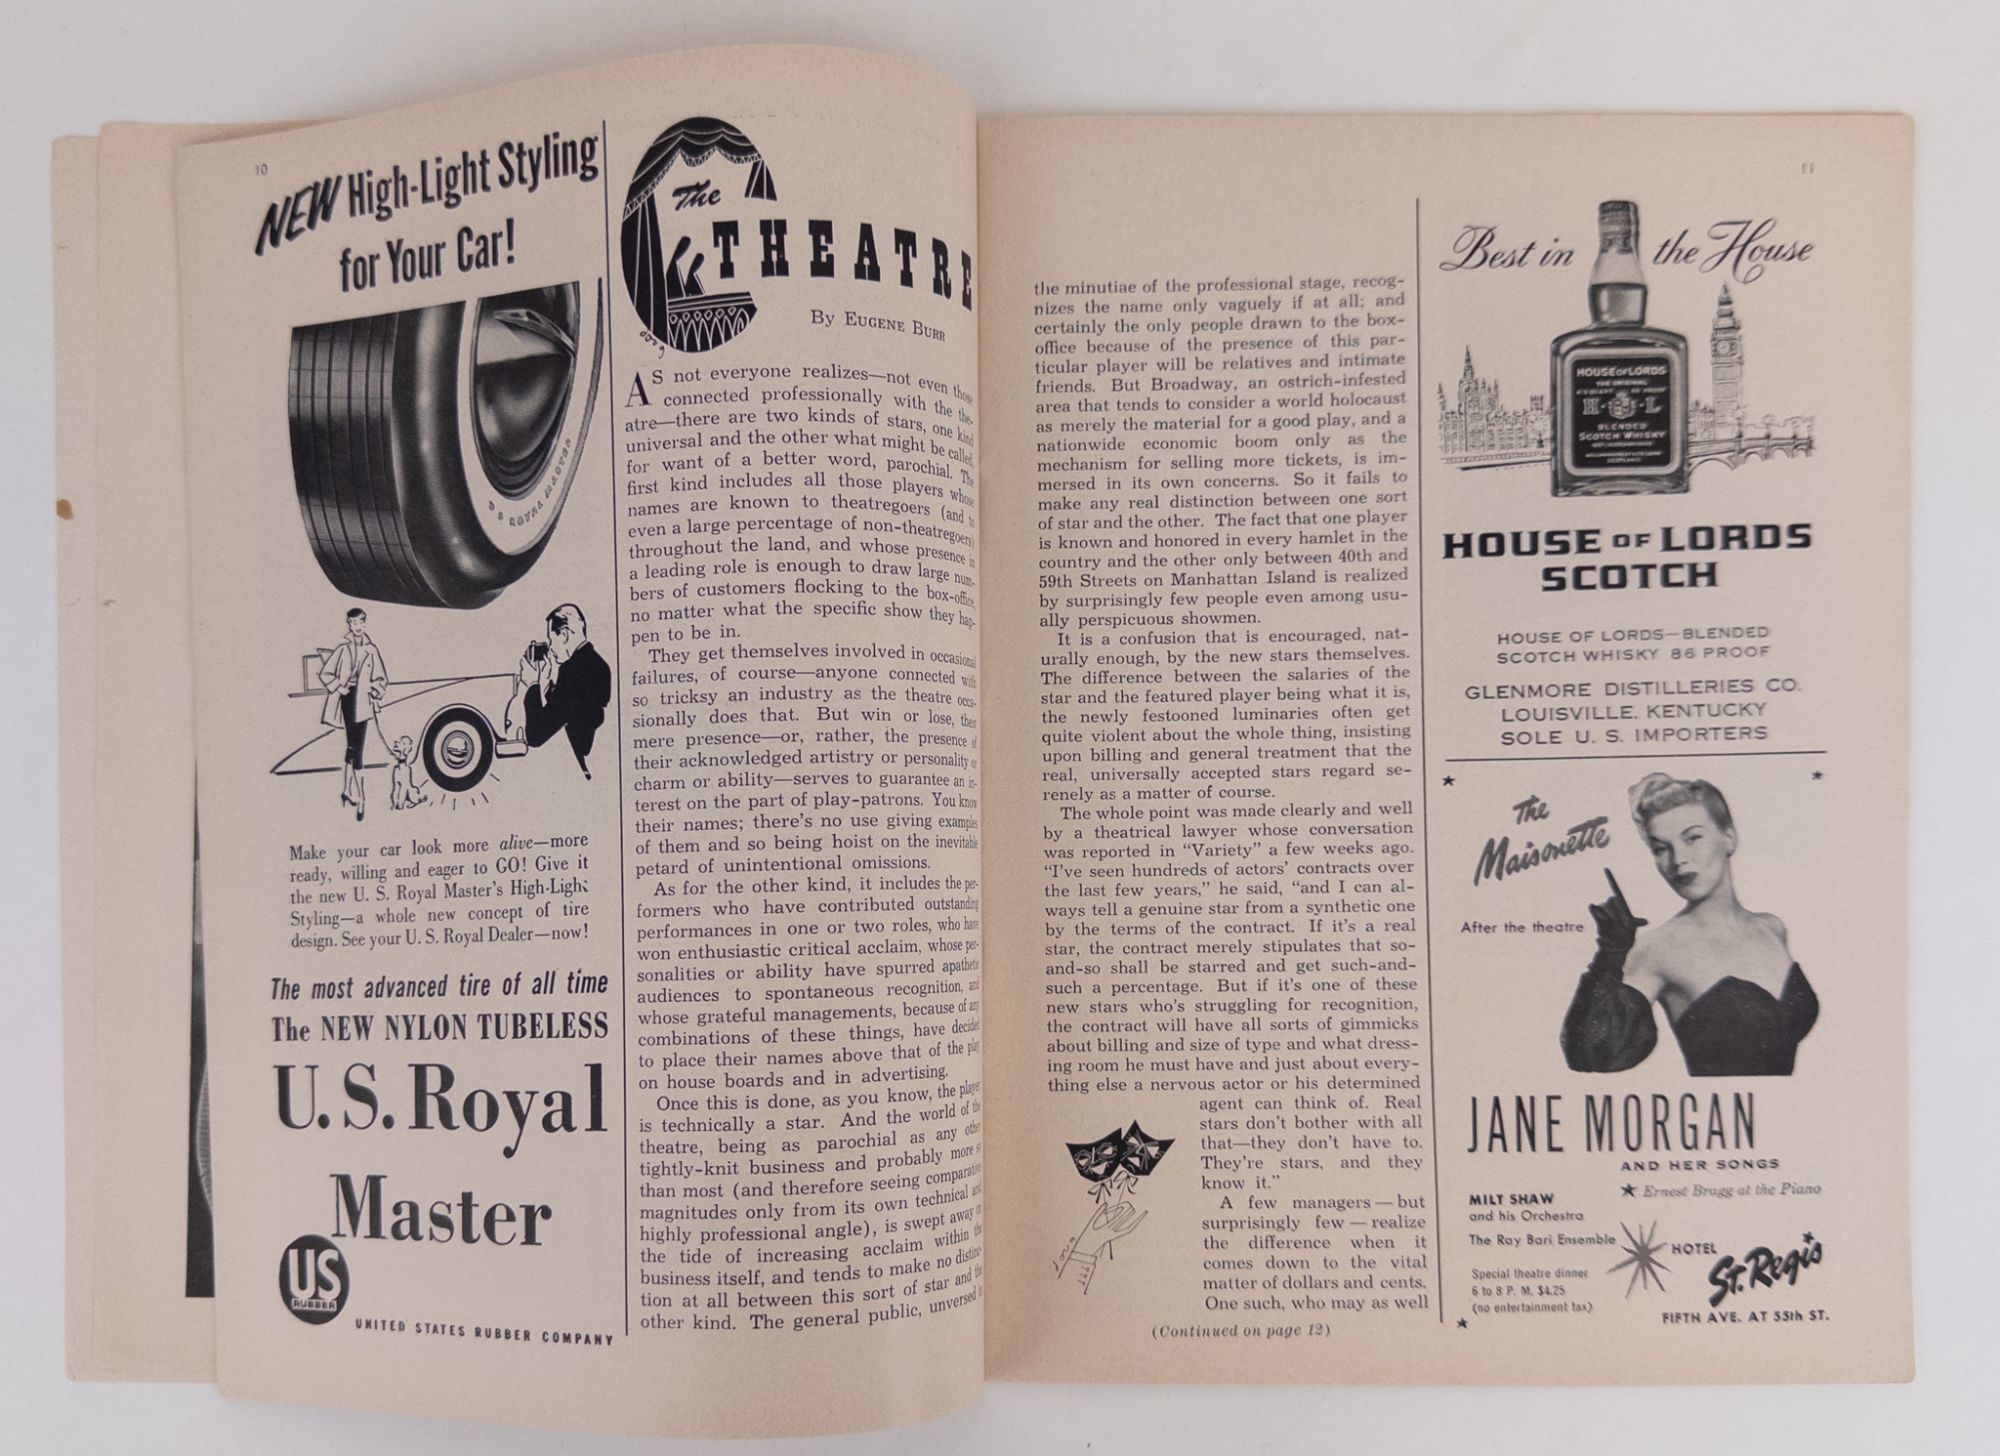 10
NEW High-Light Styling
for Your Car!
U S ROYAL MASTER
Make your car look more alive—more
ready, willing and eager to GO! Give it
the new U. S. Royal Master's High-Light
Styling—a whole new concept of tire
design. See your U. S. Royal Dealer—now!
The most advanced tire of all time
The NEW NYLON TUBELESS
U.S. Royal
Master
US
RUBBER
UNITED STATES RUBBER COMPANY
The
THEATRE
doug
By Eugene Burr
AS not everyone realizes—not even those
connected professionally with the the-
atre—there are two kinds of stars, one kind
universal and the other what might be called,
for want of a better word, parochial. The
first kind includes all those players whose
names are known to theatregoers (and to
even a large percentage of non-theatregoers)
throughout the land, and whose presence in
a leading role is enough to draw large num-
bers of customers flocking to the box-office,
no matter what the specific show they hap-
pen to be in.
They get themselves involved in occasional
failures, of course—anyone connected with
so tricksy an industry as the theatre occa-
sionally does that. But win or lose, their
mere presence—or, rather, the presence of
their acknowledged artistry or personality or
charm or ability—serves to guarantee an in-
terest on the part of play-patrons. You know
their names; there's no use giving examples
of them and so being hoist on the inevitable
petard of unintentional omissions.
As for the other kind, it includes the per-
formers who have contributed outstanding
performances in one or two roles, who have
won enthusiastic critical acclaim, whose per-
sonalities or ability have spurred apathetic
audiences to spontaneous recognition, and
whose grateful managements, because of any
combinations of these things, have decided
to place their names above that of the play
on house boards and in advertising.
Once this is done, as you know, the player
is technically a star. And the world of the
theatre, being as parochial as any other
tightly-knit business and probably more so
than most (and therefore seeing comparative
magnitudes only from its own technical and
highly professional angle), is swept away on
the tide of increasing acclaim within the
business itself, and tends to make no distinc-
tion at all between this sort of star and the
other kind. The general public, unversed in
11
the minutiae of the professional stage, recog-
nizes the name only vaguely if at all; and
certainly the only people drawn to the box-
office because of the presence of this par-
ticular player will be relatives and intimate
friends. But Broadway, an ostrich-infested
area that tends to consider a world holocaust
as merely the material for a good play, and a
nationwide economic boom only as the
mechanism for selling more tickets, is im-
mersed in its own concerns. So it fails to
make any real distinction between one sort
of star and the other. The fact that one player
is known and honored in every hamlet in the
country and the other only between 40th and
59th Streets on Manhattan Island is realized
by surprisingly few people even among usu-
ally perspicuous showmen.
It is a confusion that is encouraged, nat-
urally enough, by the new stars themselves.
The difference between the salaries of the
star and the featured player being what it is,
the newly festooned luminaries often get
quite violent about the whole thing, insisting
upon billing and general treatment that the
real, universally accepted stars regard se-
renely as a matter of course.
The whole point was made clearly and well
by a theatrical lawyer whose conversation
was reported in "Variety" a few weeks ago.
"I've seen hundreds of actors' contracts over
the last few years," he said, "and I can al-
ways tell a genuine star from a synthetic one
by the terms of the contract. If it's a real
star, the contract merely stipulates that so-
and-so shall be starred and get such-and-
such a percentage. But if it's one of these
new stars who's struggling for recognition,
the contract will have all sorts of gimmicks
about billing and size of type and what dress-
ing room he must have and just about every-
thing else a nervous actor or his determined
agent can think of. Real
stars don't bother with all
that—they don't have to.
They're stars, and they
know it."
A few managers — but
surprisingly few — realize
the difference when it
comes down to the vital
matter of dollars and cents.
One such, who may as well
doug
(Continued on page 12)
Best in the House
HOUSE OF LORDS
THE ORIGINAL
H L
BLENDED
SCOTCH WHISKY
SCOTLAND
HOUSE OF LORDS
SCOTCH
HOUSE OF LORDS—BLENDED
SCOTCH WHISKY 86 PROOF
GLENMORE DISTILLERIES CO.
LOUISVILLE, KENTUCKY
SOLE U. S. IMPORTERS
The
Maisonette
After the theatre
JANE MORGAN
AND HER SONGS
★ Ernest Bragg at the Piano
MILT SHAW
and his Orchestra
The Ray Bari Ensemble
Special theatre dinner
6 to 8 P. M. $4.25
(no entertainment tax)
HOTEL
St. Regis
FIFTH AVE. AT 55th ST.